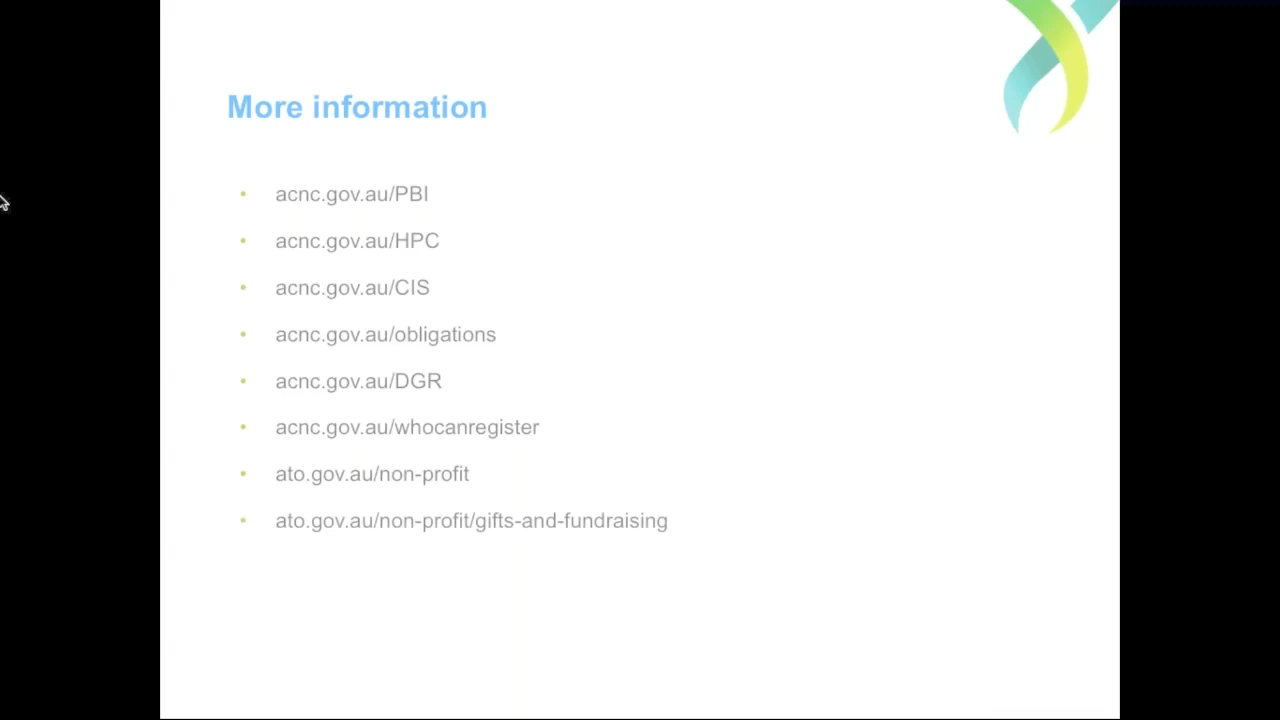 More information
• acnc.gov.au/PBI
• acnc.gov.au/HPC
• acnc.gov.au/CIS
• acnc.gov.au/obligations
• acnc.gov.au/DGR
• acnc.gov.au/whocanregister
• ato.gov.au/non-profit
• ato.gov.au/non-profit/gifts-and-fundraising